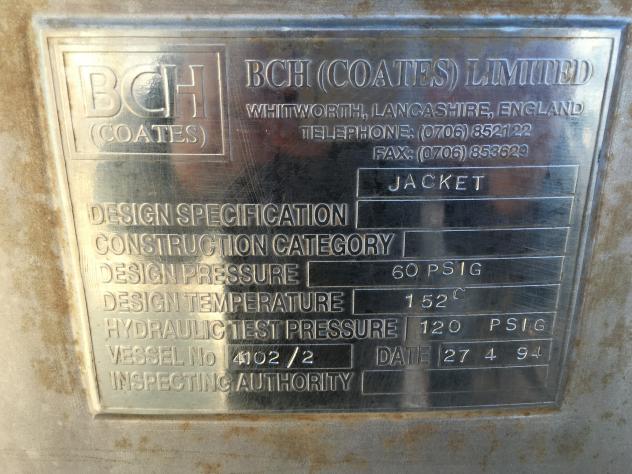 BCH
(COATES)
BCH (COATES) LIMITED
WHITWORTH, LANCASHIRE, ENGLAND
TELEPHONE: (0706) 852122
FAX: (0706) 853629
JACKET
DESIGN SPECIFICATION
CONSTRUCTION CATEGORY
DESIGN PRESSURE 60 PSIG
DESIGN TEMPERATURE 152°C
HYDRAULIC TEST PRESSURE 120 PSIG
VESSEL No 4102/2 DATE 27 4 94
INSPECTING AUTHORITY